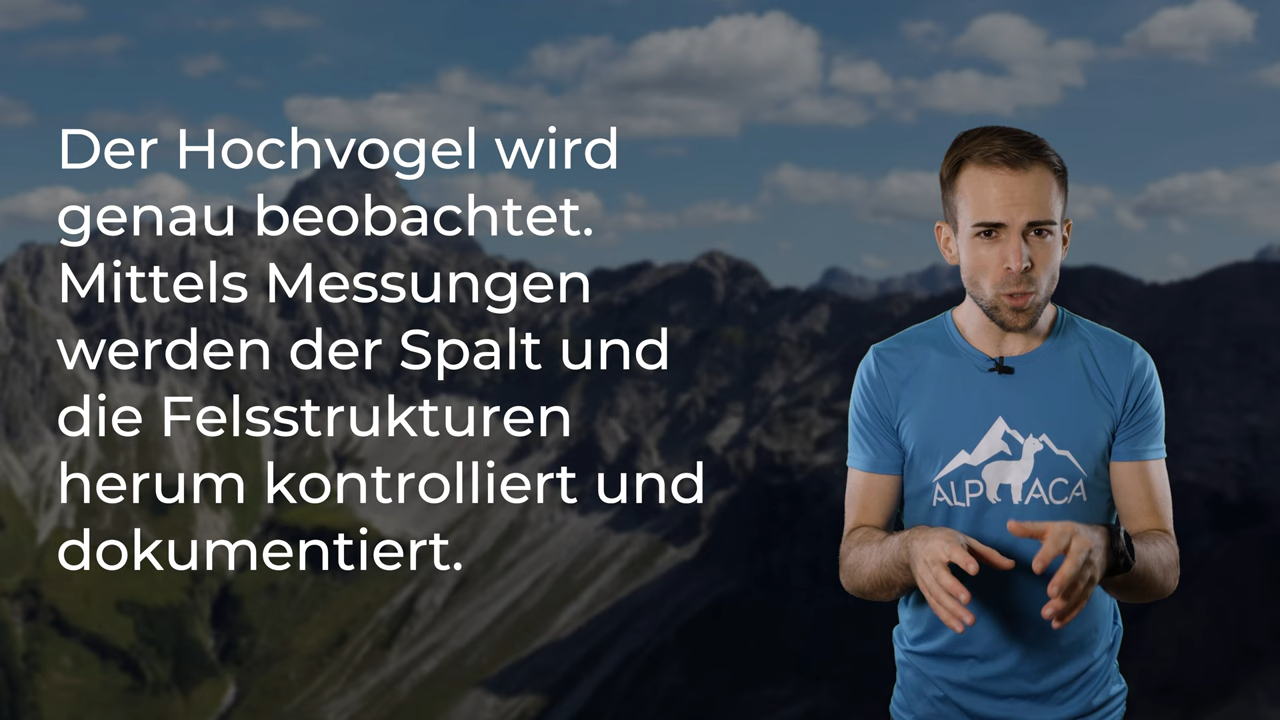 Der Hochvogel wird
genau beobachtet.
Mittels Messungen
werden der Spalt und
die Felsstrukturen
herum kontrolliert und
dokumentiert.
ALPACA